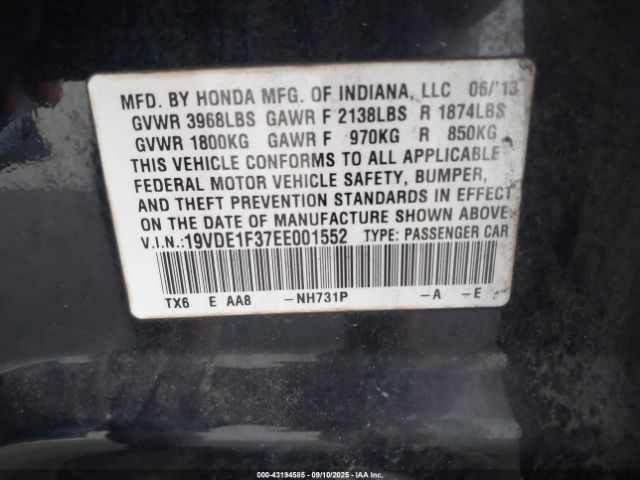 MFD. BY HONDA MFG. OF INDIANA, LLC 06/'13
GVWR 3968LBS GAWR F 2138LBS R 1874LBS
GVWR 1800KG GAWR F 970KG R 850KG
THIS VEHICLE CONFORMS TO ALL APPLICABLE
FEDERAL MOTOR VEHICLE SAFETY, BUMPER,
AND THEFT PREVENTION STANDARDS IN EFFECT
ON THE DATE OF MANUFACTURE SHOWN ABOVE.
V.I.N.:19VDE1F37EE001552 TYPE: PASSENGER CAR
TX6 E AA8 -NH731P -A -E
000-43194585 09/10/2025 IAAI.COM